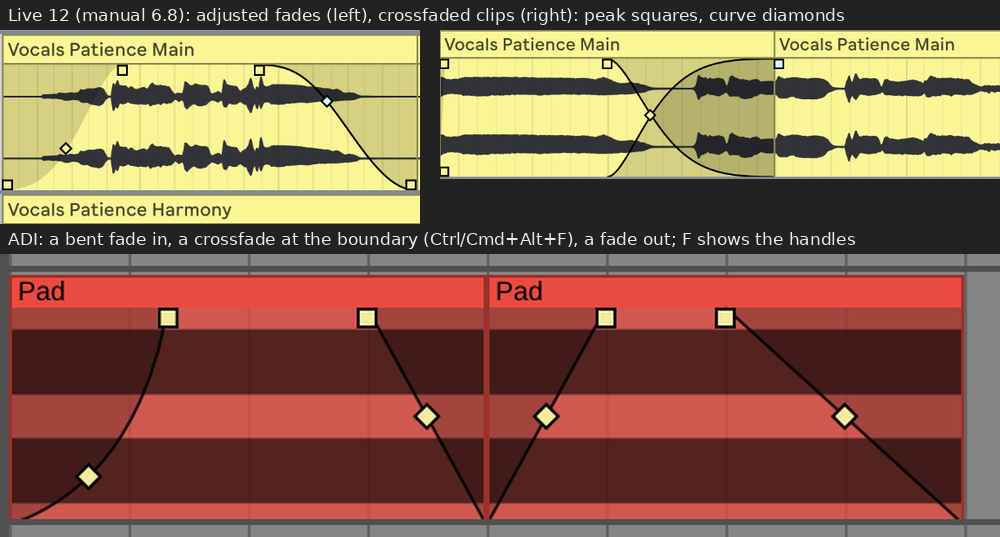 Live 12 (manual 6.8): adjusted fades (left), crossfaded clips (right): peak squares, curve diamonds
Vocals Patience Main
Vocals Patience Main
Vocals Patience Main
Vocals Patience Harmony
ADI: a bent fade in, a crossfade at the boundary (Ctrl/Cmd+Alt+F), a fade out; F shows the handles
Pad
Pad